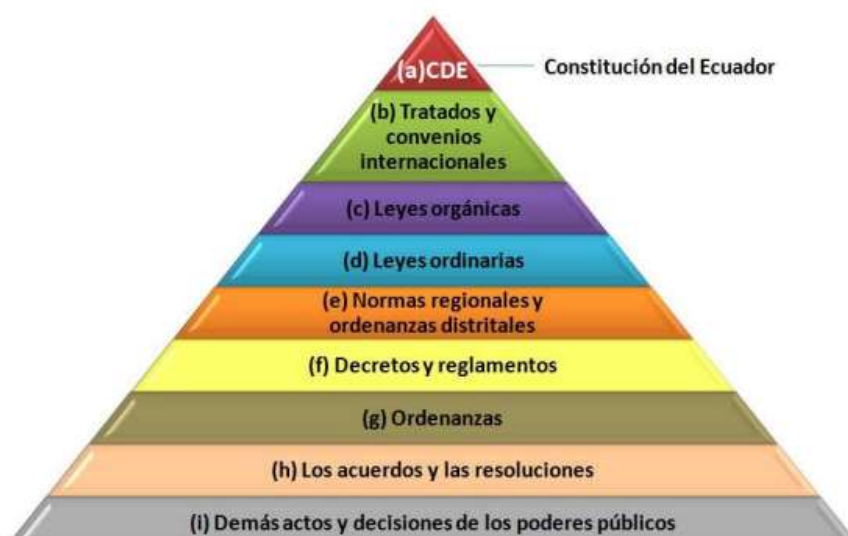 (a)CDE
Constitución del Ecuador
(b) Tratados y
convenios
internacionales
(c) Leyes orgánicas
(d) Leyes ordinarias
(e) Normas regionales y
ordenanzas distritales
(f) Decretos y reglamentos
(g) Ordenanzas
(h) Los acuerdos y las resoluciones
(i) Demás actos y decisiones de los poderes públicos